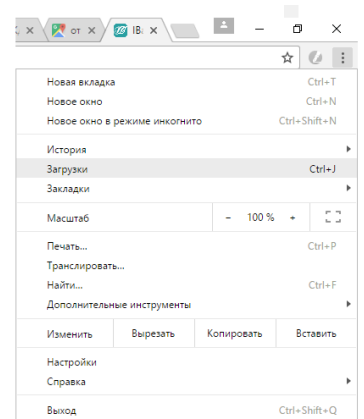 от
IB
Новая вкладка Ctrl+T
Новое окно Ctrl+N
Новое окно в режиме инкогнито Ctrl+Shift+N
История
Загрузки Ctrl+J
Закладки
Масштаб - 100 % +
Печать... Ctrl+P
Транслировать...
Найти... Ctrl+F
Дополнительные инструменты
Изменить Вырезать Копировать Вставить
Настройки
Справка
Выход Ctrl+Shift+Q